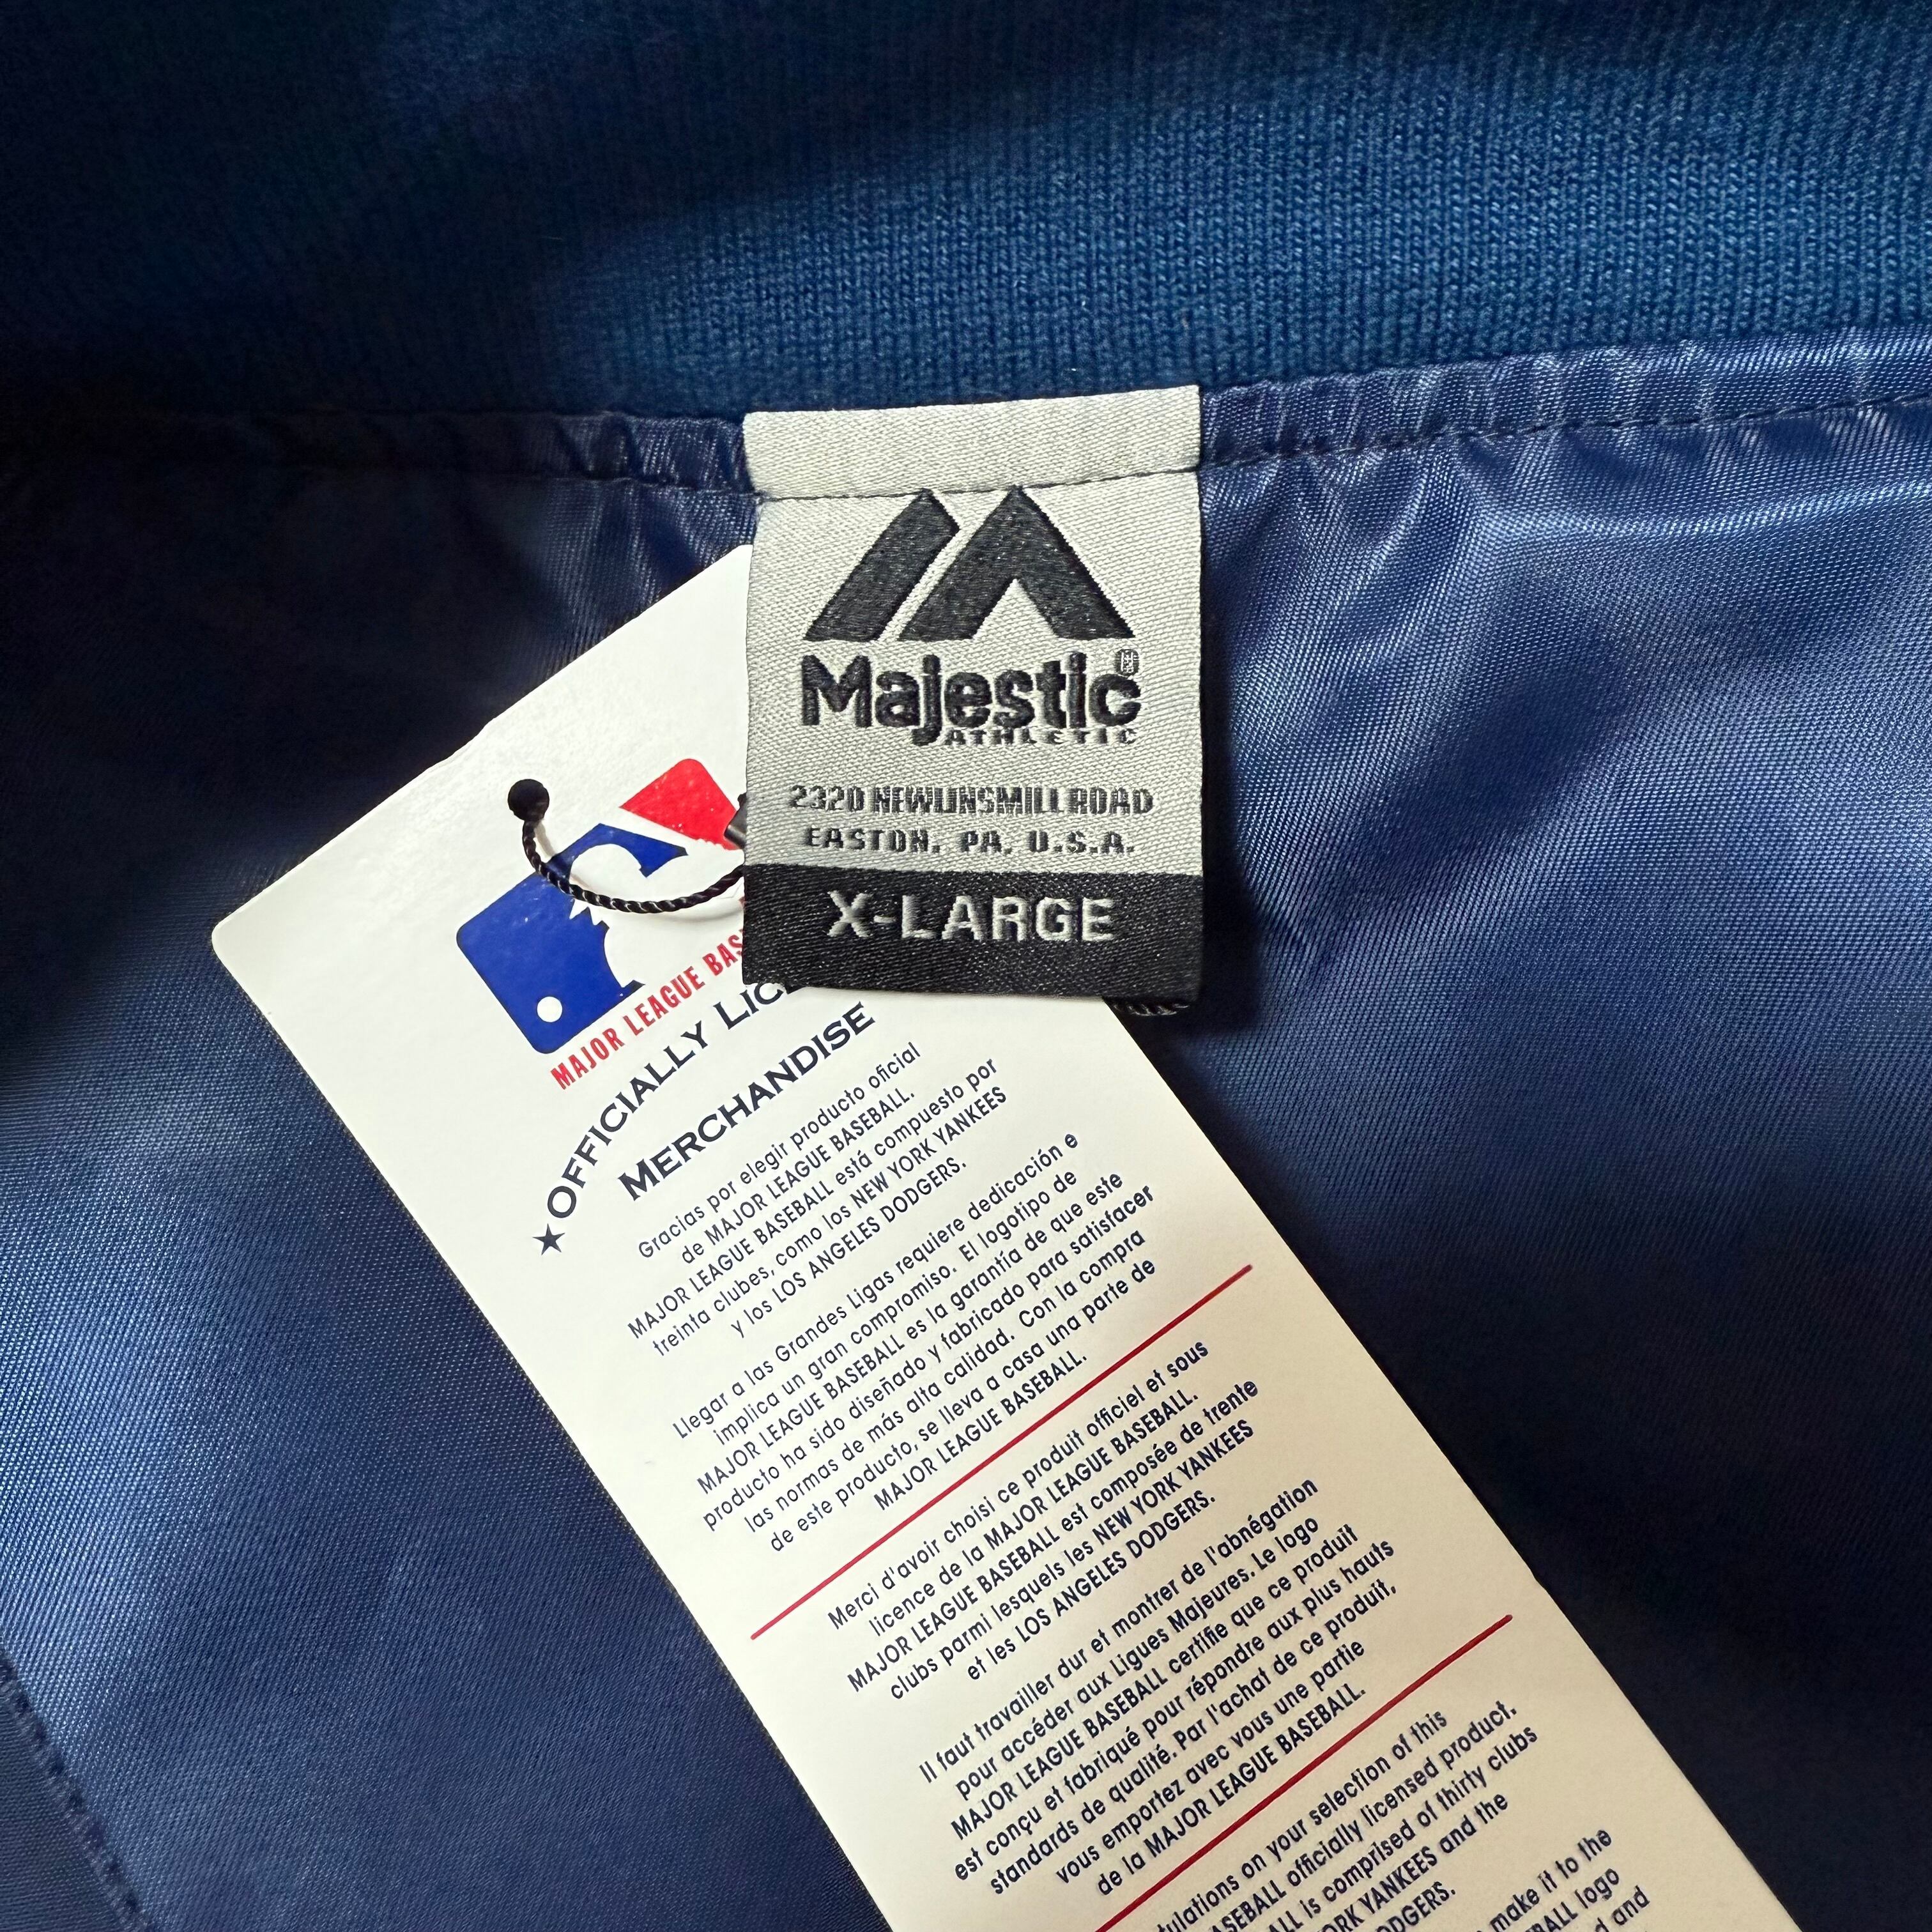 Majestic®
ATHLETIC
2320 NEWLINSMILL ROAD
EASTON, PA, U.S.A.
X-LARGE
MAJOR LEAGUE
★OFFICIALLY
MERCHANDISE
Gracias por elegir producto oficial
de MAJOR LEAGUE BASEBALL.
MAJOR LEAGUE BASEBALL está compuesto por
treinta clubes, como los NEW YORK YANKEES
y los LOS ANGELES DODGERS.
Llegar a las Grandes Ligas requiere dedicación e
implica un gran compromiso. El logotipo de
MAJOR LEAGUE BASEBALL es la garantía de que este
producto ha sido diseñado y fabricado para satisfacer
las normas de más alta calidad. Con la compra
de este producto, se lleva a casa una parte de
MAJOR LEAGUE BASEBALL.
Merci d'avoir choisi ce produit officiel et sous
licence de la MAJOR LEAGUE BASEBALL.
MAJOR LEAGUE BASEBALL est composée de trente
clubs parmi lesquels les NEW YORK YANKEES
et les LOS ANGELES DODGERS.
Il faut travailler dur et montrer de l'abnégation
pour accéder aux Ligues Majeures. Le logo
MAJOR LEAGUE BASEBALL certifie que ce produit
est conçu et fabriqué pour répondre aux plus hauts
standards de qualité. Par l'achat de ce produit,
vous emportez avec vous une partie
de la MAJOR LEAGUE BASEBALL.
on your selection of this
officially licensed product.
is comprised of thirty clubs
YANKEES and the
make it to the
logo
and